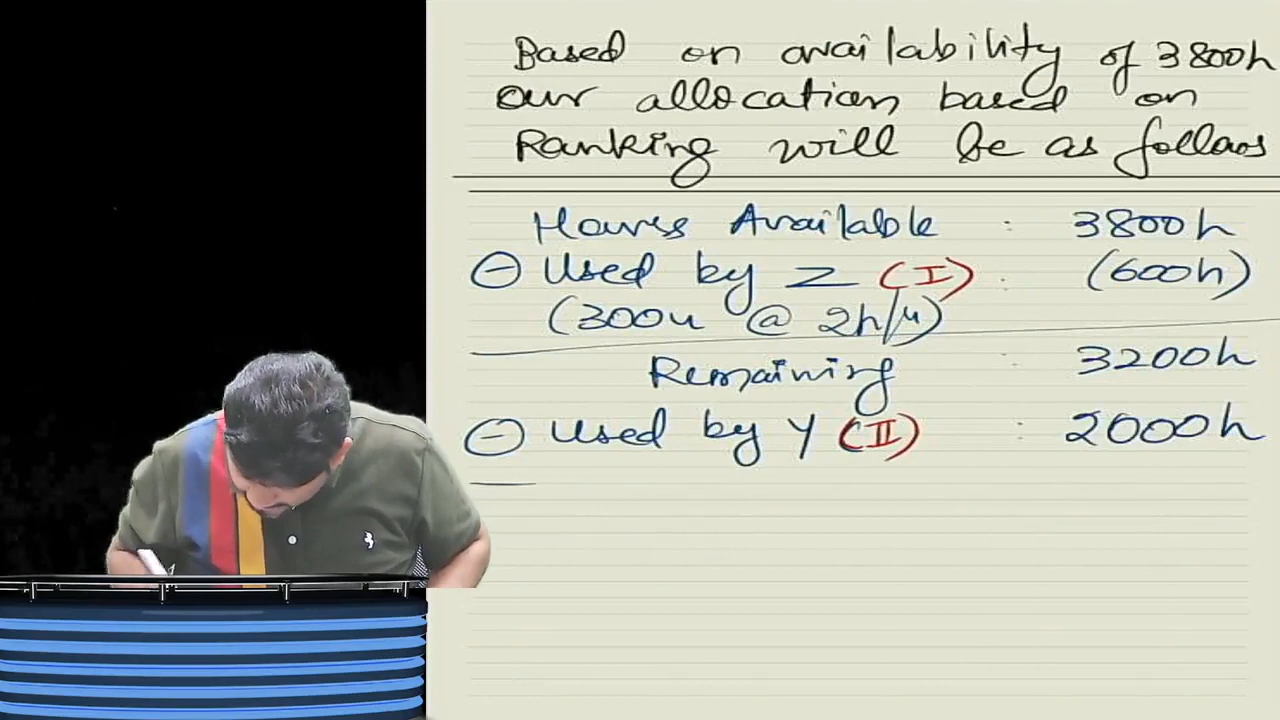 Based on availability of 3800h
our allocation based on
Ranking will be as follows
Hours Available : 3800h
⊖ Used by Z (I) : (600h)
(300u @ 2h/u)
Remaining : 3200h
⊖ Used by Y (II) : 2000h